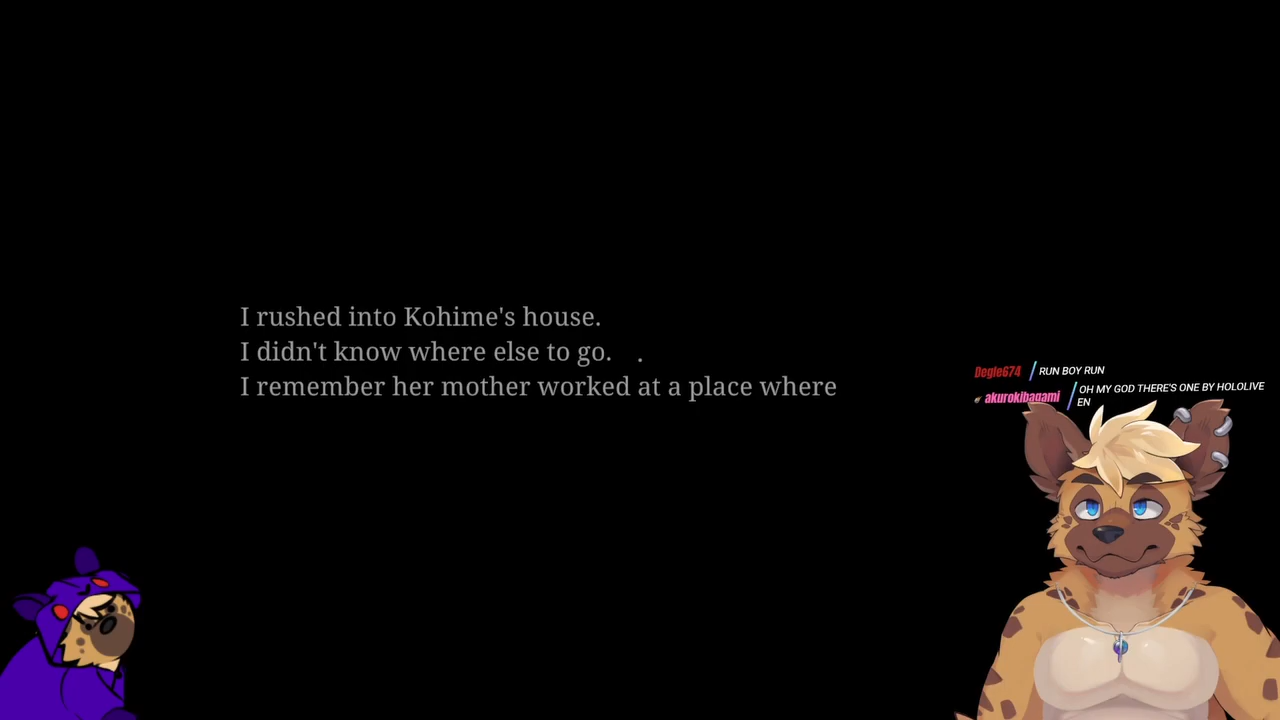 I rushed into Kohime's house.
I didn't know where else to go.   .
I remember her mother worked at a place where
Degie674 / RUN BOY RUN
akurokibagami / OH MY GOD THERE'S ONE BY HOLOLIVE
EN